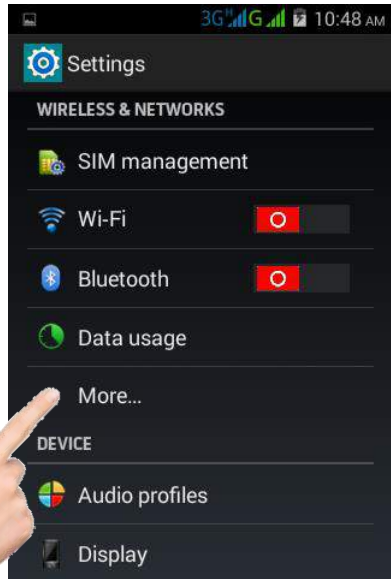 3G H G 10:48 AM
Settings
WIRELESS & NETWORKS
SIM management
Wi-Fi
Bluetooth
Data usage
More...
DEVICE
Audio profiles
Display